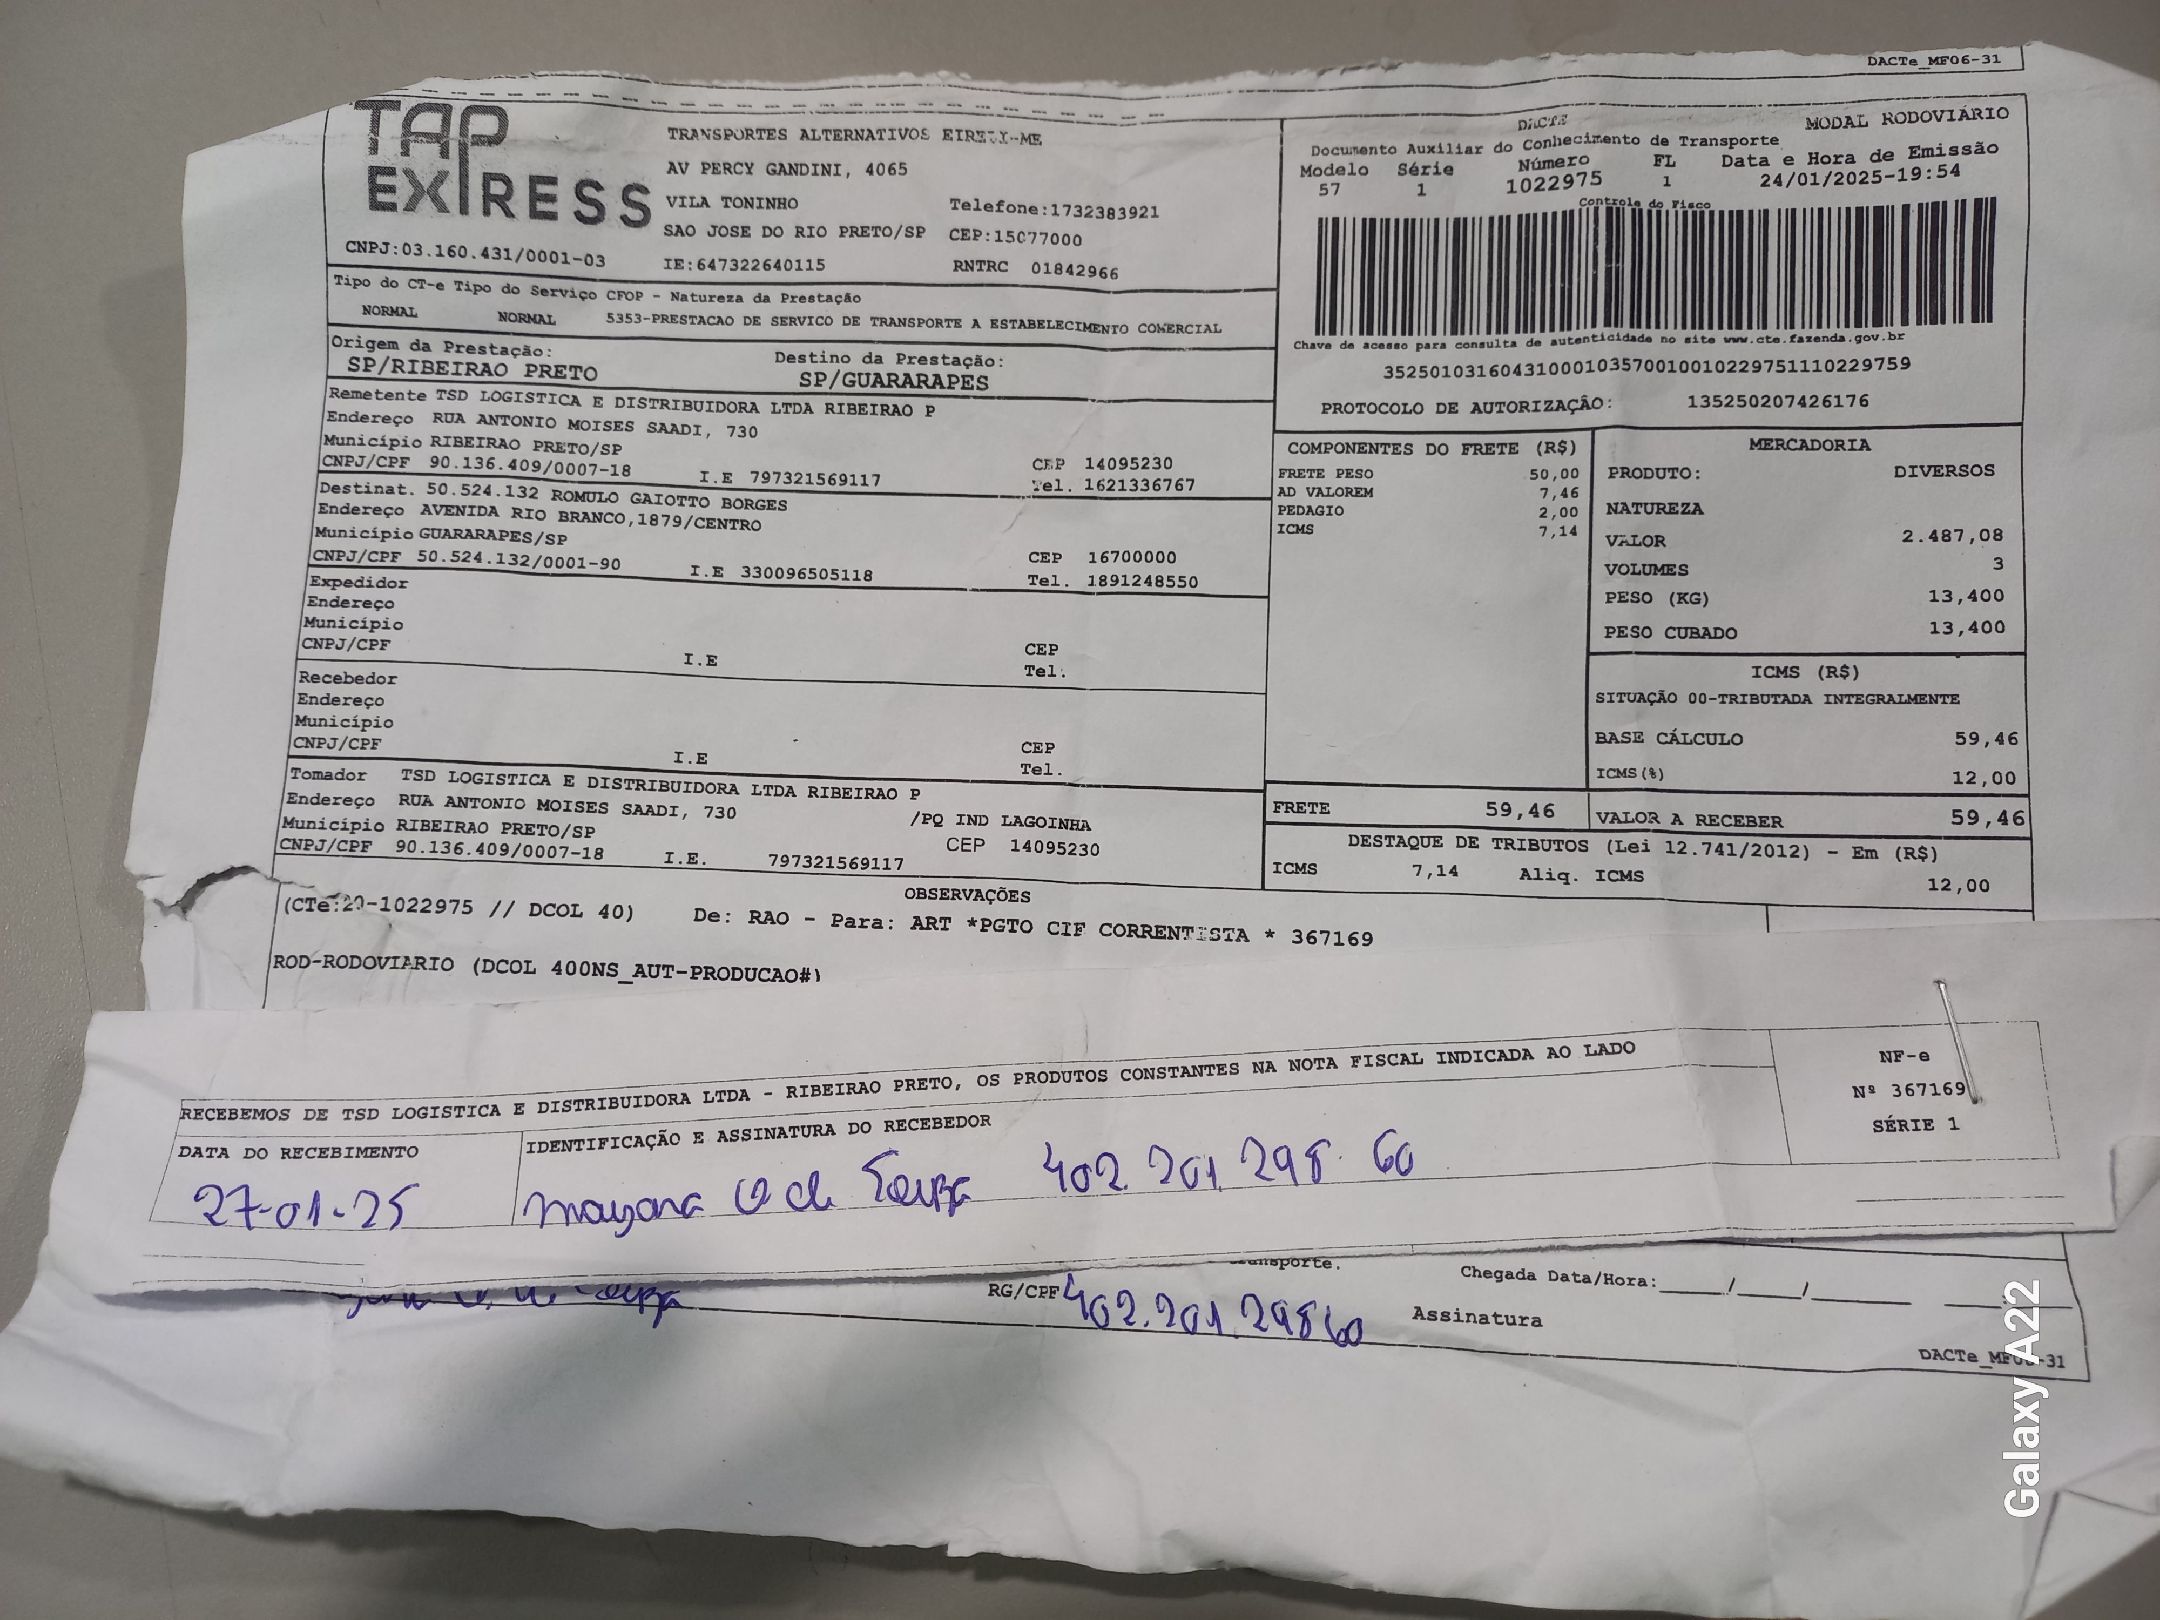 DACTe_MF06-31
TAP
EXPRESS
TRANSPORTES ALTERNATIVOS EIRELI-ME
AV PERCY GANDINI, 4065
VILA TONINHO Telefone:1732383921
SAO JOSE DO RIO PRETO/SP CEP:15077000
CNPJ:03.160.431/0001-03 IE:647322640115 RNTRC 01842966
DACTE MODAL RODOVIÁRIO
Documento Auxiliar do Conhecimento de Transporte
Modelo Série Número FL Data e Hora de Emissão
57 1 1022975 1 24/01/2025-19:54
Controle do Fisco
Chave de acesso para consulta de autenticidade no site www.cte.fazenda.gov.br
35250103160431000103570010010229751110229759
PROTOCOLO DE AUTORIZAÇÃO: 135250207426176
Tipo do CT-e Tipo do Serviço CFOP - Natureza da Prestação
NORMAL NORMAL 5353-PRESTACAO DE SERVICO DE TRANSPORTE A ESTABELECIMENTO COMERCIAL
Origem da Prestação: Destino da Prestação:
SP/RIBEIRAO PRETO SP/GUARARAPES
Remetente TSD LOGISTICA E DISTRIBUIDORA LTDA RIBEIRAO P
Endereço RUA ANTONIO MOISES SAADI, 730
Município RIBEIRAO PRETO/SP CEP 14095230
CNPJ/CPF 90.136.409/0007-18 I.E 797321569117 Tel. 1621336767
Destinat. 50.524.132 ROMULO GAIOTTO BORGES
Endereço AVENIDA RIO BRANCO,1879/CENTRO
Município GUARARAPES/SP CEP 16700000
CNPJ/CPF 50.524.132/0001-90 I.E 330096505118 Tel. 1891248550
Expedidor
Endereço
Município CEP
CNPJ/CPF I.E Tel.
Recebedor
Endereço
Município CEP
CNPJ/CPF I.E Tel.
Tomador TSD LOGISTICA E DISTRIBUIDORA LTDA RIBEIRAO P
Endereço RUA ANTONIO MOISES SAADI, 730 /PQ IND LAGOINHA
Município RIBEIRAO PRETO/SP CEP 14095230
CNPJ/CPF 90.136.409/0007-18 I.E. 797321569117
COMPONENTES DO FRETE (R$)
FRETE PESO 50,00
AD VALOREM 7,46
PEDAGIO 2,00
ICMS 7,14
MERCADORIA
PRODUTO: DIVERSOS
NATUREZA
VALOR 2.487,08
VOLUMES 3
PESO (KG) 13,400
PESO CUBADO 13,400
ICMS (R$)
SITUAÇÃO 00-TRIBUTADA INTEGRALMENTE
BASE CÁLCULO 59,46
ICMS(%) 12,00
FRETE 59,46 VALOR A RECEBER 59,46
DESTAQUE DE TRIBUTOS (Lei 12.741/2012) - Em (R$)
ICMS 7,14 Aliq. ICMS 12,00
OBSERVAÇÕES
(CTe:20-1022975 // DCOL 40) De: RAO - Para: ART *PGTO CIF CORRENTISTA * 367169
ROD-RODOVIARIO (DCOL 400NS_AUT-PRODUCAO#)
RECEBEMOS DE TSD LOGISTICA E DISTRIBUIDORA LTDA - RIBEIRAO PRETO, OS PRODUTOS CONSTANTES NA NOTA FISCAL INDICADA AO LADO
NF-e
Nº 367169
SÉRIE 1
DATA DO RECEBIMENTO IDENTIFICAÇÃO E ASSINATURA DO RECEBEDOR
27-01-25 mayara O de Souza 402.201.298.60
RG/CPF 402.201.29860 Chegada Data/Hora:____/____/____
Assinatura
DACTe_MF06-31
Galaxy A22